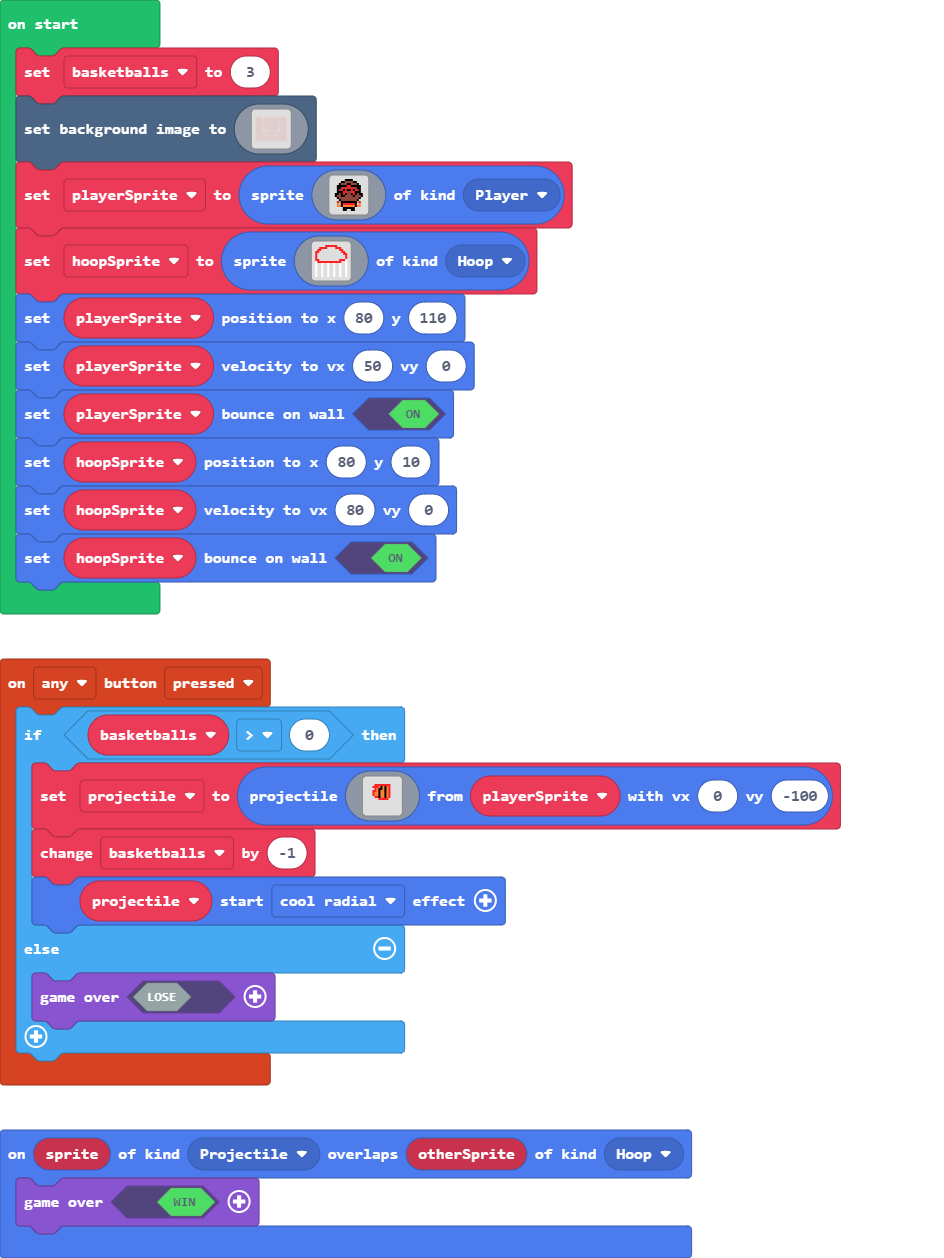 on start
set basketballs to 3
set background image to
set playerSprite to sprite of kind Player
set hoopSprite to sprite of kind Hoop
set playerSprite position to x 80 y 110
set playerSprite velocity to vx 50 vy 0
set playerSprite bounce on wall ON
set hoopSprite position to x 80 y 10
set hoopSprite velocity to vx 80 vy 0
set hoopSprite bounce on wall ON
on any button pressed
if basketballs > 0 then
set projectile to projectile from playerSprite with vx 0 vy -100
change basketballs by -1
projectile start cool radial effect
else
game over LOSE
on sprite of kind Projectile overlaps otherSprite of kind Hoop
game over WIN